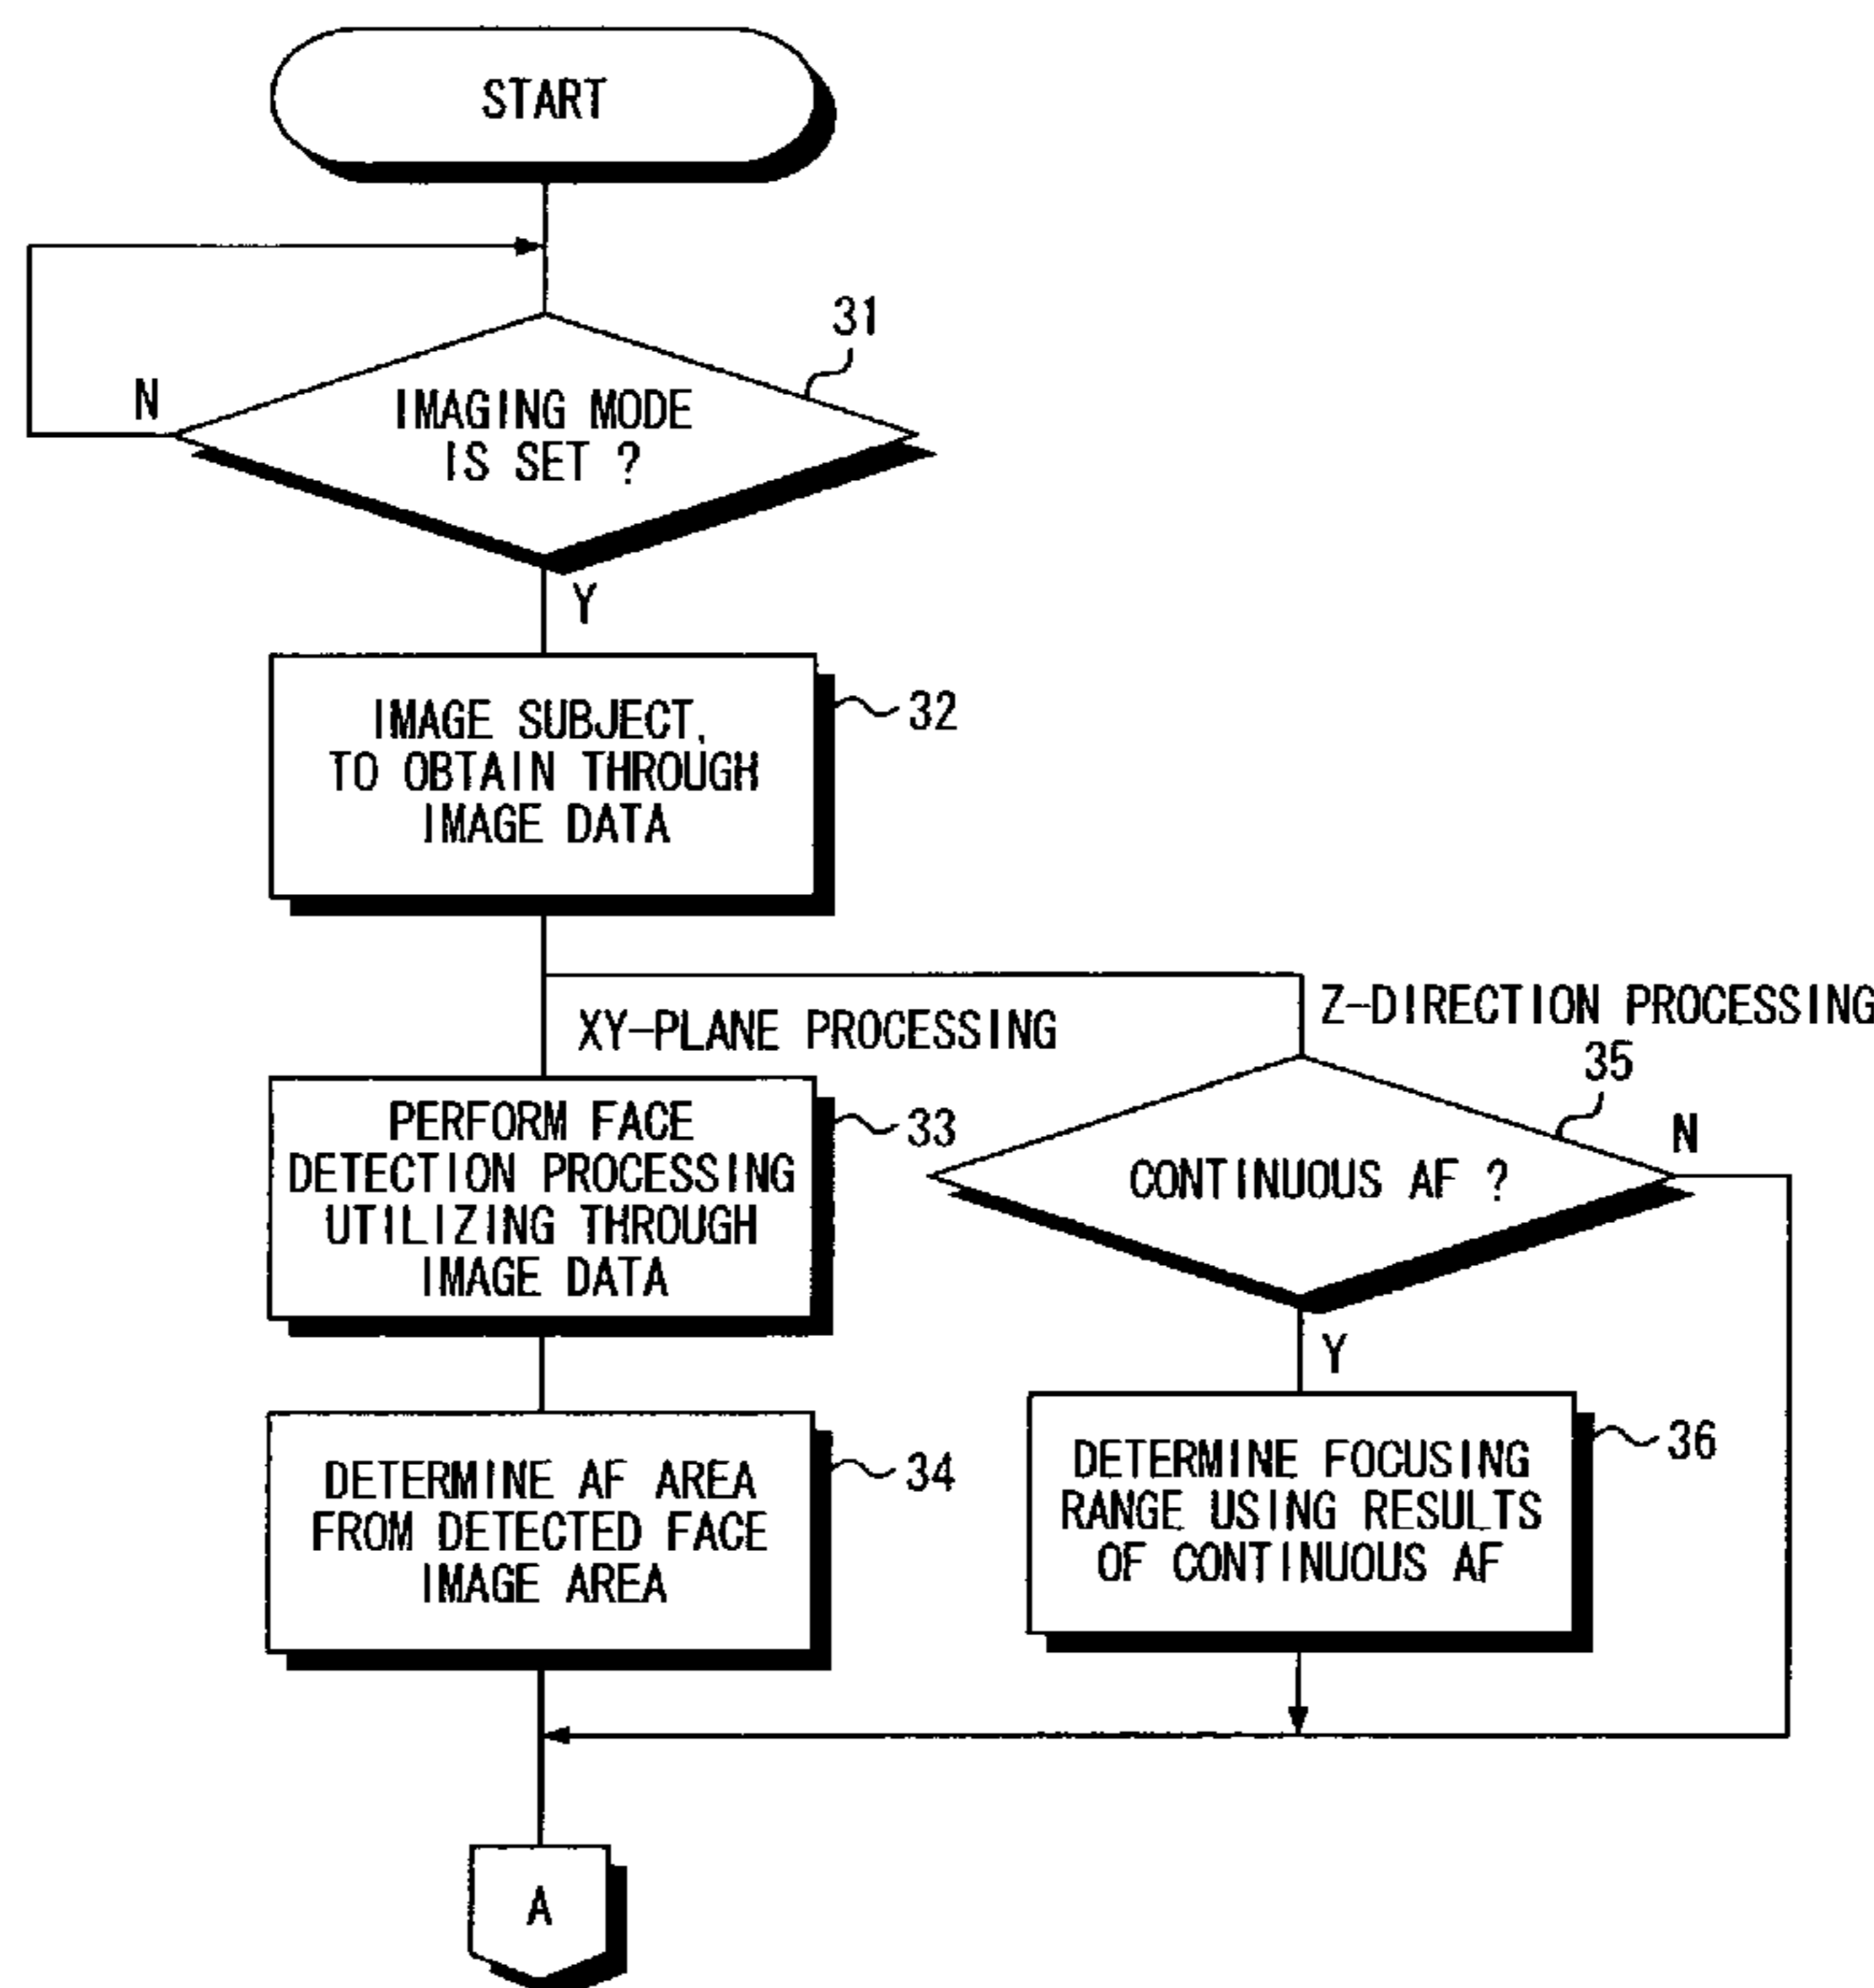 START
31
N
IMAGING MODE
IS SET ?
Y
32
IMAGE SUBJECT,
TO OBTAIN THROUGH
IMAGE DATA
XY-PLANE PROCESSING
Z-DIRECTION PROCESSING
33
PERFORM FACE
DETECTION PROCESSING
UTILIZING THROUGH
IMAGE DATA
35
N
CONTINUOUS AF ?
Y
34
DETERMINE AF AREA
FROM DETECTED FACE
IMAGE AREA
36
DETERMINE FOCUSING
RANGE USING RESULTS
OF CONTINUOUS AF
A